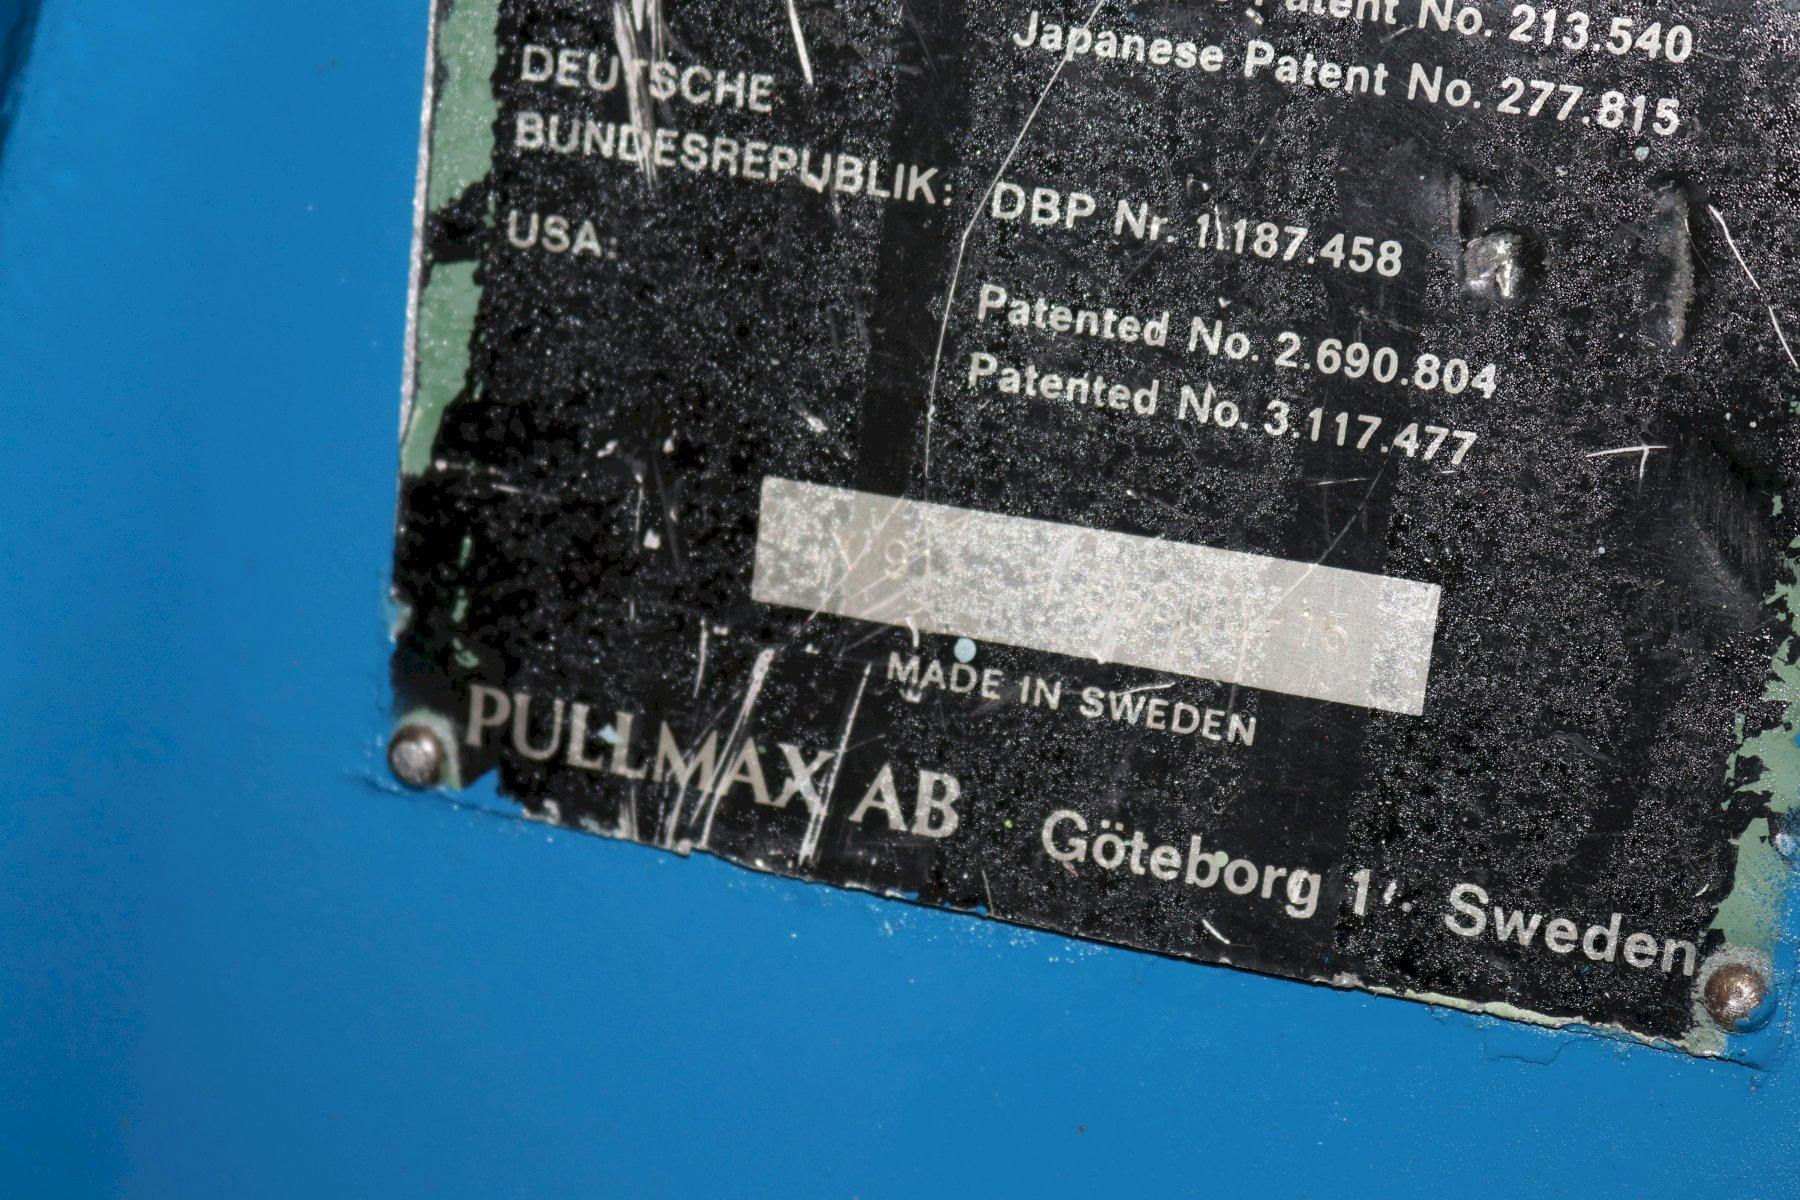 Patent No. 213.540
Japanese Patent No. 277.815
DEUTSCHE
BUNDESREPUBLIK: DBP Nr. 1.187.458
USA: Patented No. 2.690.804
Patented No. 3.117.477
MADE IN SWEDEN
PULLMAX AB Göteborg Sweden